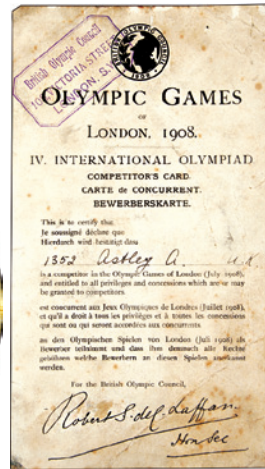 BRITISH OLYMPIC COUNCIL
1908
British Olympic Council
VICTORIA STREET
LONDON, S.W.
OLYMPIC GAMES
OF
LONDON, 1908.
IV. INTERNATIONAL OLYMPIAD
COMPETITOR'S CARD.
CARTE de CONCURRENT.
BEWERBERSKARTE.
This is to certify that
Je soussigné déclare que
Hierdurch wird bestätigt dass
1352 Astley A. U.K
is a competitor in the Olympic Games of London (July 1908),
and entitled to all privileges and concessions which are or may
be granted to competitors.
est concurrent aux Jeux Olympiques de Londres (Juillet 1908),
et qu'il a droit à tous les privilèges et à toutes les concessions
qui sont ou qui seront accordées aux concurrents
an den Olympischen Spielen von London (Juli 1908) als
Bewerber teilnimmt und dass ihm demnach alle Rechte
gebühren welche Bewerbern an diesen Spielen anerkannt
werden.
For the British Olympic Council,
Robert S. de C. Laffan.
Hon Sec